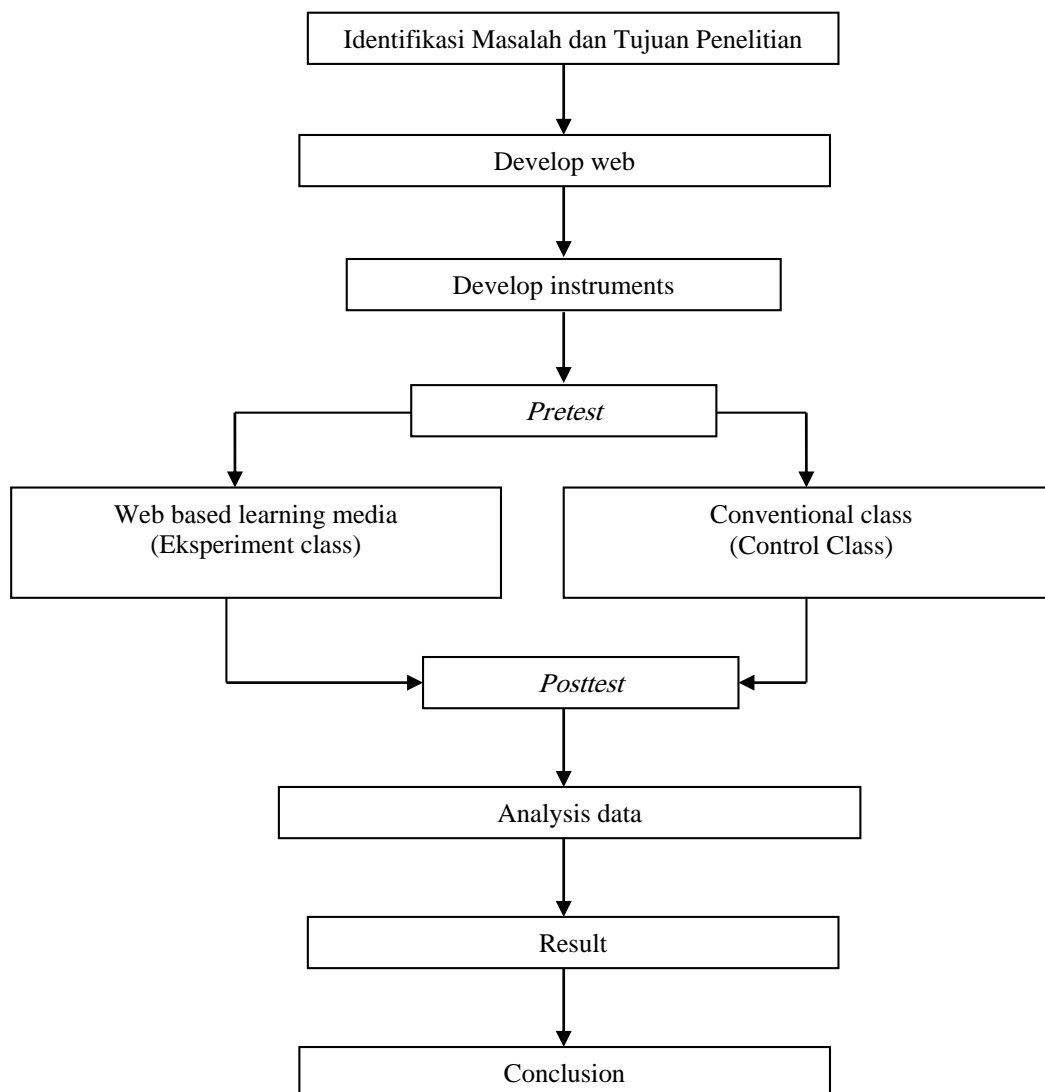 Identifikasi Masalah dan Tujuan Penelitian
Develop web
Develop instruments
Pretest
Web based learning media
(Eksperiment class)
Conventional class
(Control Class)
Posttest
Analysis data
Result
Conclusion